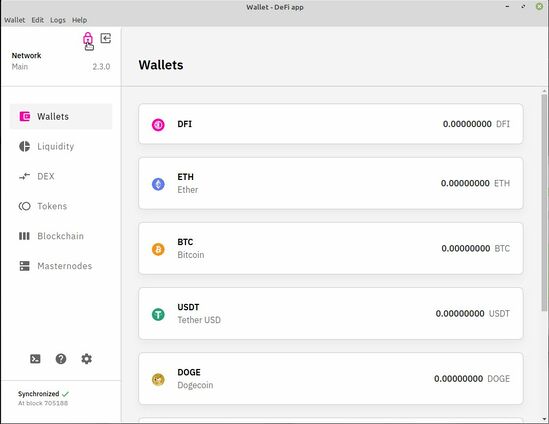 Wallet - DeFi app
Wallet Edit Logs Help
Network
Main 2.3.0
Wallets
Wallets
Liquidity
DEX
Tokens
Blockchain
Masternodes
Synchronized
At block 705188
DFI 0.00000000 DFI
ETH
Ether
0.00000000 ETH
BTC
Bitcoin
0.00000000 BTC
USDT
Tether USD
0.00000000 USDT
DOGE
Dogecoin
0.00000000 DOGE